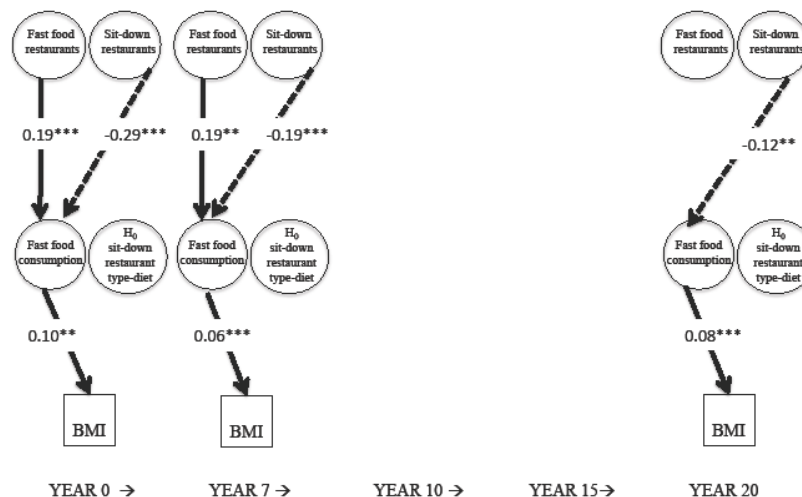 Fast food restaurants
Sit-down restaurants
Fast food restaurants
Sit-down restaurants
Fast food restaurants
Sit-down restaurants
0.19***
-0.29***
0.19**
-0.19***
-0.12**
Fast food consumption
H0 sit-down restaurant type-diet
Fast food consumption
H0 sit-down restaurant type-diet
Fast food consumption
H0 sit-down restaurant type-diet
0.10**
0.06***
0.08***
BMI
BMI
BMI
YEAR 0 → YEAR 7 → YEAR 10 → YEAR 15→ YEAR 20